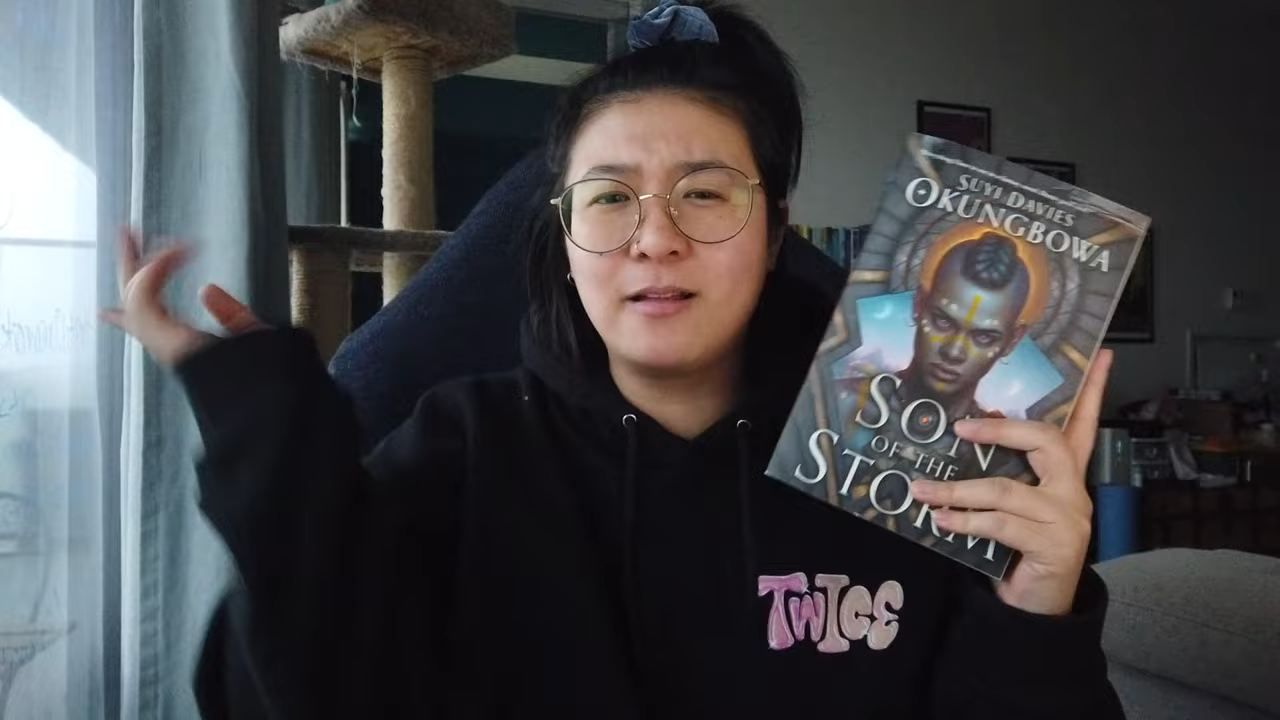 SUYI DAVIES
OKUNGBOWA
SON
OF THE
STORM
TWICE